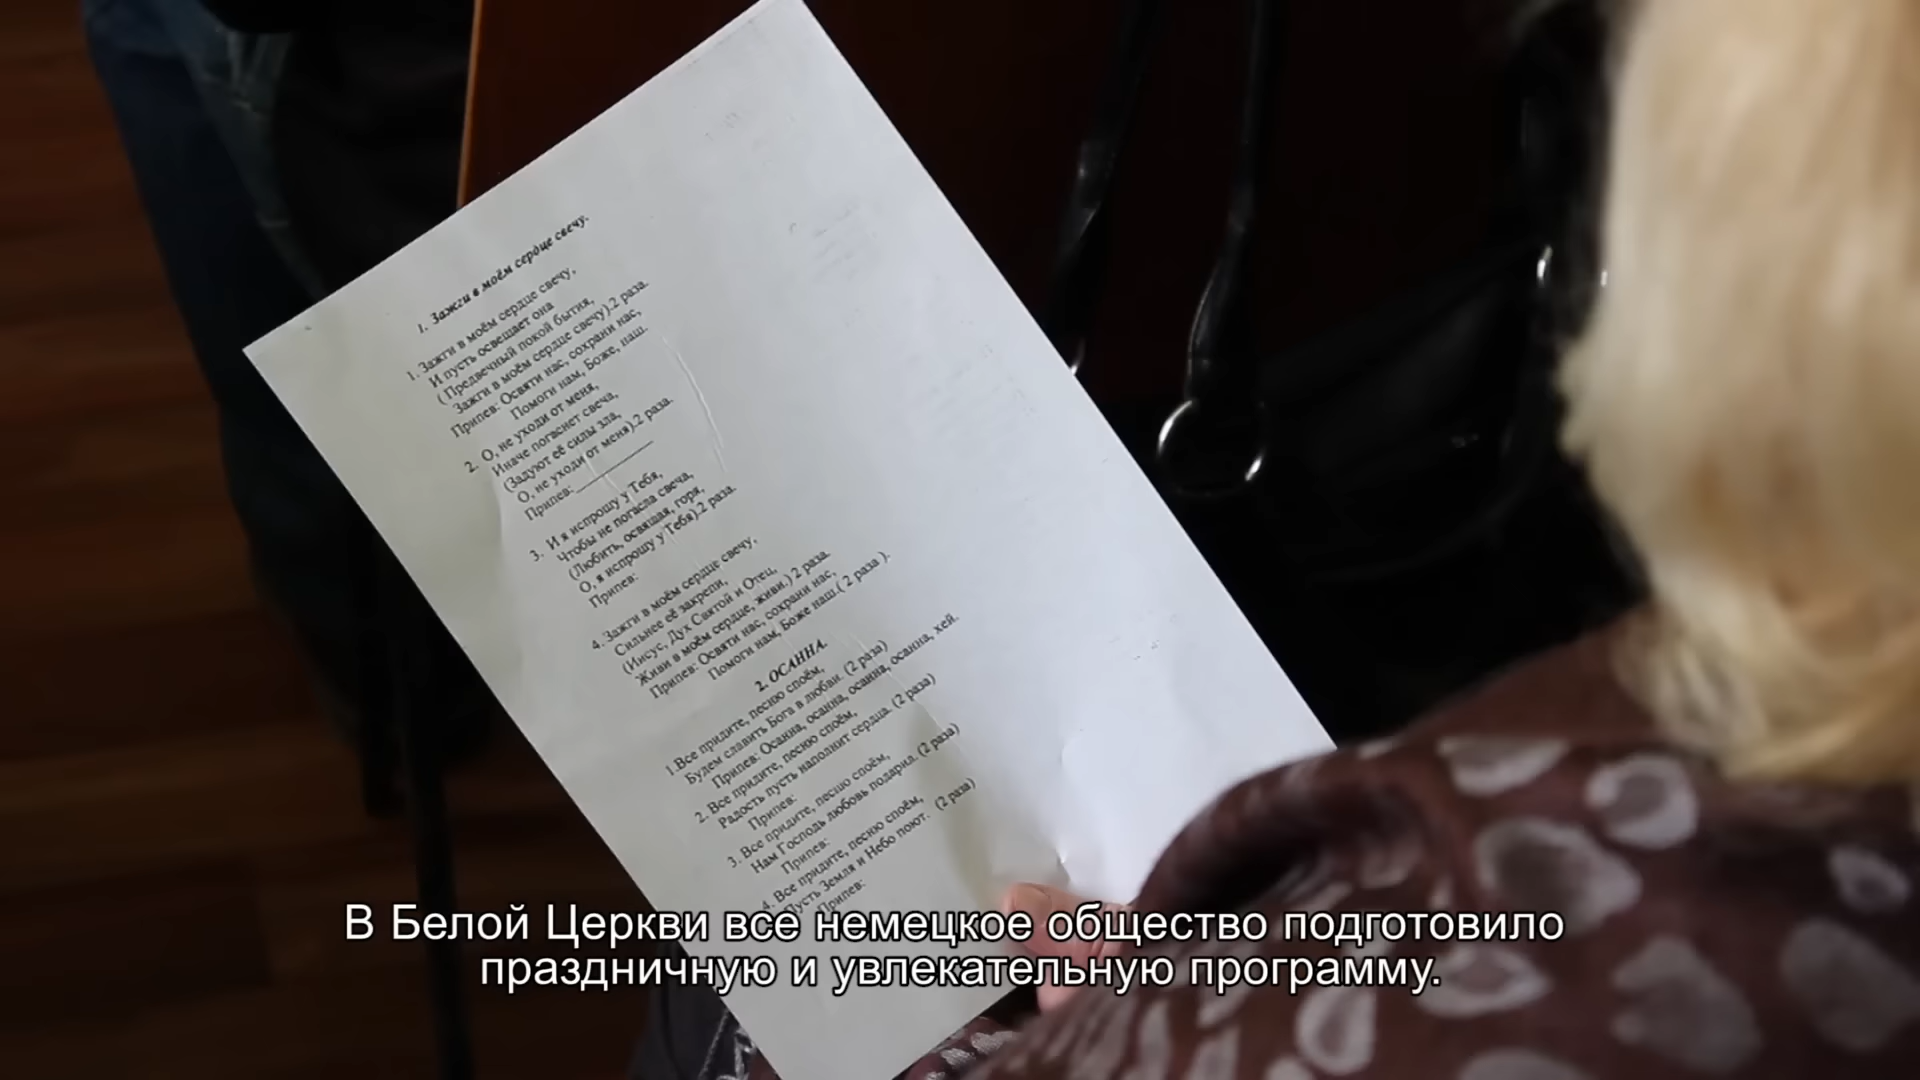 1. Зажги в моём сердце свечу.
1. Зажги в моём сердце свечу,
И пусть освещает она
( Предвечный покой бытия,
Зажги в моём сердце свечу).2 раза.
Припев: Освяти нас, сохрани нас,
Помоги нам, Боже, наш.
2. О, не уходи от меня,
Иначе погаснет свеча,
(Задуют её силы зла,
О, не уходи от меня).2 раза.
Припев:
3. И я испрошу у Тебя,
Чтобы не погасла свеча,
(Любить, освящая, горя,
О, я испрошу у Тебя).2 раза.
Припев:
4. Зажги в моём сердце свечу,
Сильнее её закрепи,
(Иисус, Дух Святой и Отец,
Живи в моём сердце, живи.) 2 раза.
Припев: Освяти нас, сохрани нас,
Помоги нам, Боже наш.( 2 раза ).
2. ОСАННА.
1.Все придите, песню споём,
Будем славить Бога в любви. (2 раза)
Припев: Осанна, осанна, осанна, осанна, хей.
2. Все придите, песню споём,
Радость пусть наполнит сердца. (2 раза)
Припев:
3. Все придите, песню споём,
Нам Господь любовь подарил. (2 раза)
Припев:
4. Все придите, песню споём,
Пусть Земля и Небо поют. (2 раза)
Припев:
В Белой Церкви все немецкое общество подготовило
праздничную и увлекательную программу.